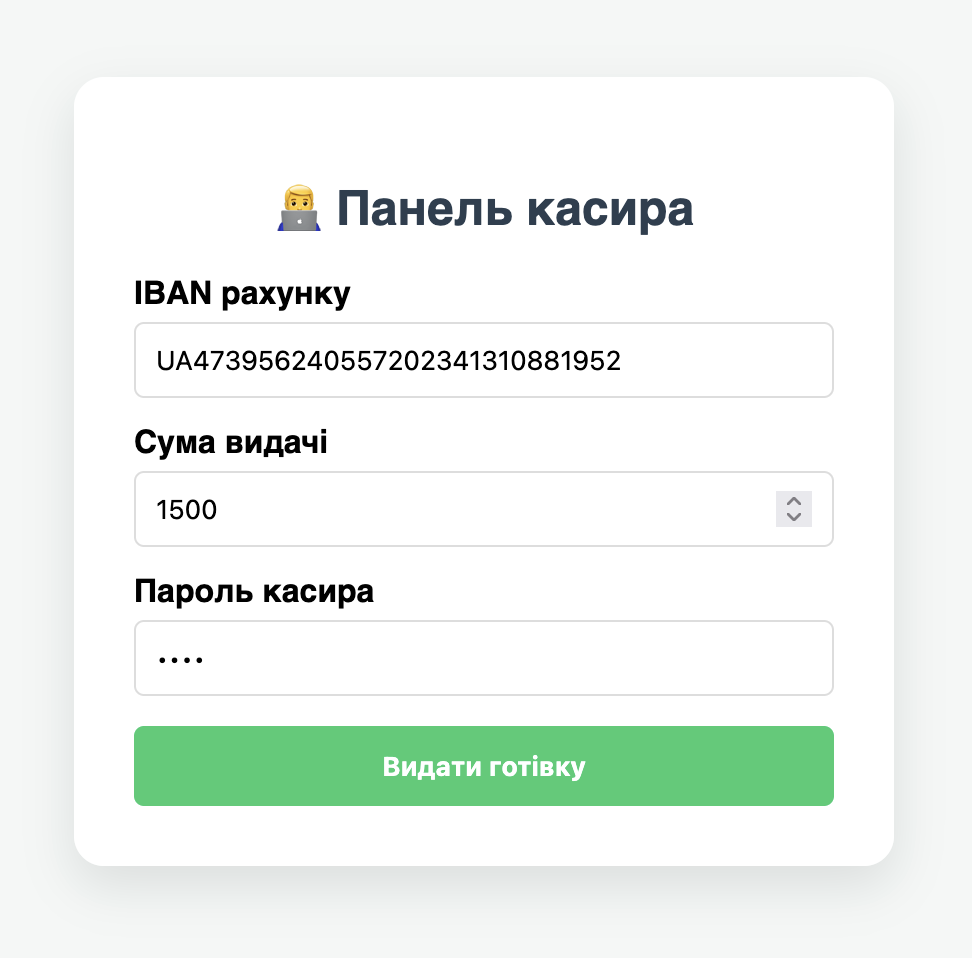 Панель касира
IBAN рахунку
UA473956240557202341310881952
Сума видачі
1500
Пароль касира
••••
Видати готівку